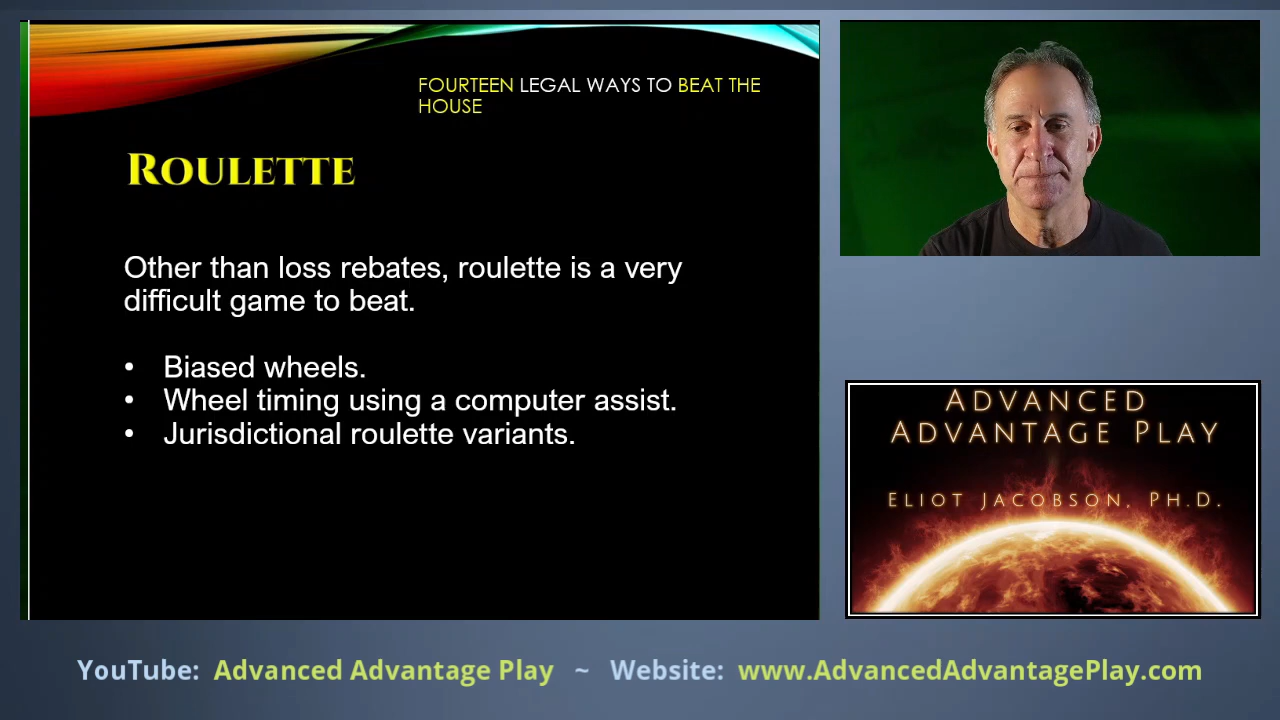 FOURTEEN LEGAL WAYS TO BEAT THE
HOUSE
ROULETTE
Other than loss rebates, roulette is a very
difficult game to beat.
• Biased wheels.
• Wheel timing using a computer assist.
• Jurisdictional roulette variants.
ADVANCED
ADVANTAGE PLAY
ELIOT JACOBSON, PH.D.
YouTube: Advanced Advantage Play ~ Website: www.AdvancedAdvantagePlay.com